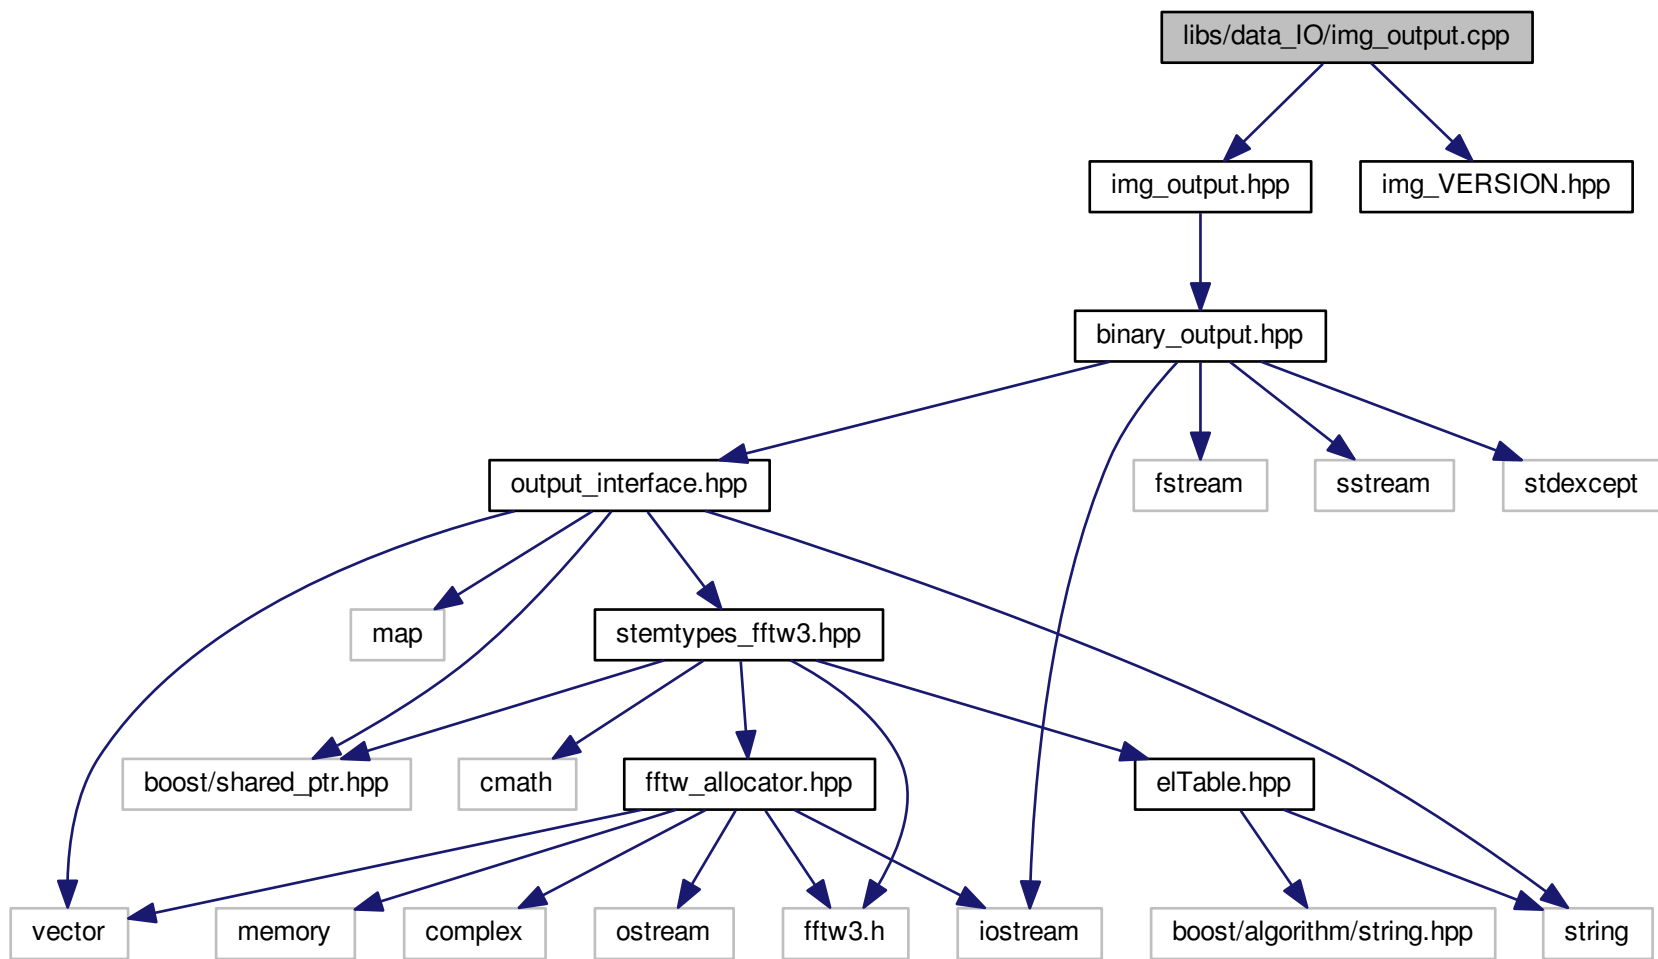 libs/data_IO/img_output.cpp
img_output.hpp
img_VERSION.hpp
binary_output.hpp
output_interface.hpp
fstream
sstream
stdexcept
map
stemtypes_fftw3.hpp
boost/shared_ptr.hpp
cmath
fftw_allocator.hpp
elTable.hpp
vector
memory
complex
ostream
fftw3.h
iostream
boost/algorithm/string.hpp
string